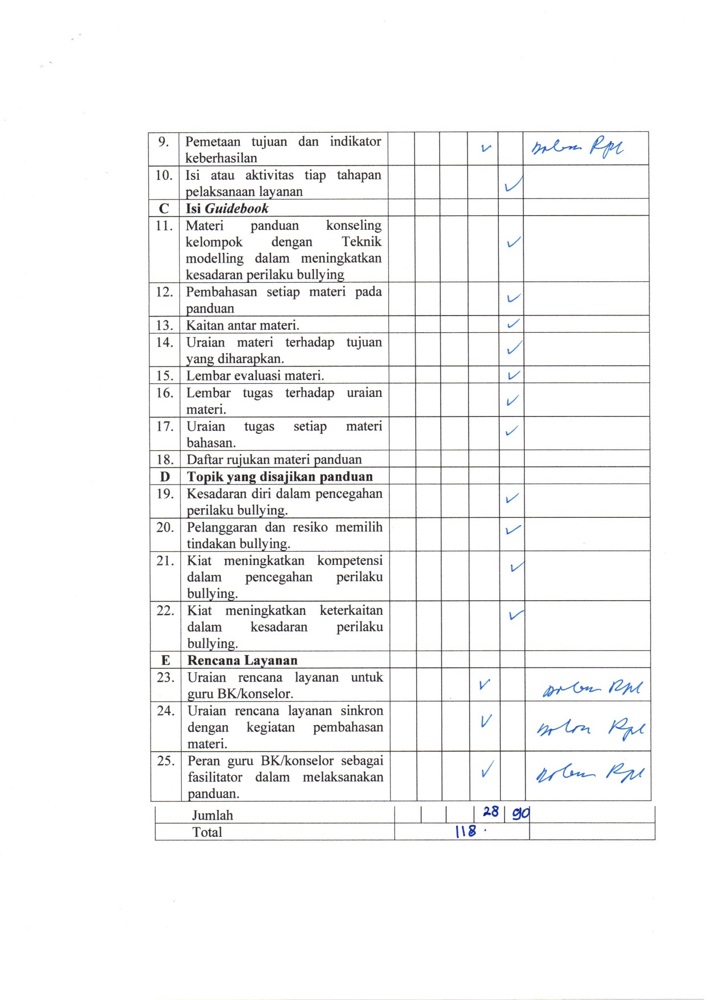 9. Pemetaan tujuan dan indikator ✓ Dalam Rpl
keberhasilan
10. Isi atau aktivitas tiap tahapan ✓
pelaksanaan layanan
C Isi Guidebook
11. Materi panduan konseling
kelompok dengan Teknik ✓
modelling dalam meningkatkan
kesadaran perilaku bullying
12. Pembahasan setiap materi pada ✓
panduan
13. Kaitan antar materi. ✓
14. Uraian materi terhadap tujuan ✓
yang diharapkan.
15. Lembar evaluasi materi. ✓
16. Lembar tugas terhadap uraian ✓
materi.
17. Uraian tugas setiap materi ✓
bahasan.
18. Daftar rujukan materi panduan
D Topik yang disajikan panduan
19. Kesadaran diri dalam pencegahan ✓
perilaku bullying.
20. Pelanggaran dan resiko memilih ✓
tindakan bullying.
21. Kiat meningkatkan kompetensi ✓
dalam pencegahan perilaku
bullying.
22. Kiat meningkatkan keterkaitan ✓
dalam kesadaran perilaku
bullying.
E Rencana Layanan
23. Uraian rencana layanan untuk ✓ Dalam Rpl
guru BK/konselor.
24. Uraian rencana layanan sinkron ✓ Dalam Rpl
dengan kegiatan pembahasan
materi.
25. Peran guru BK/konselor sebagai ✓ Dalam Rpl
fasilitator dalam melaksanakan
panduan.
Jumlah 28 90
Total 118.